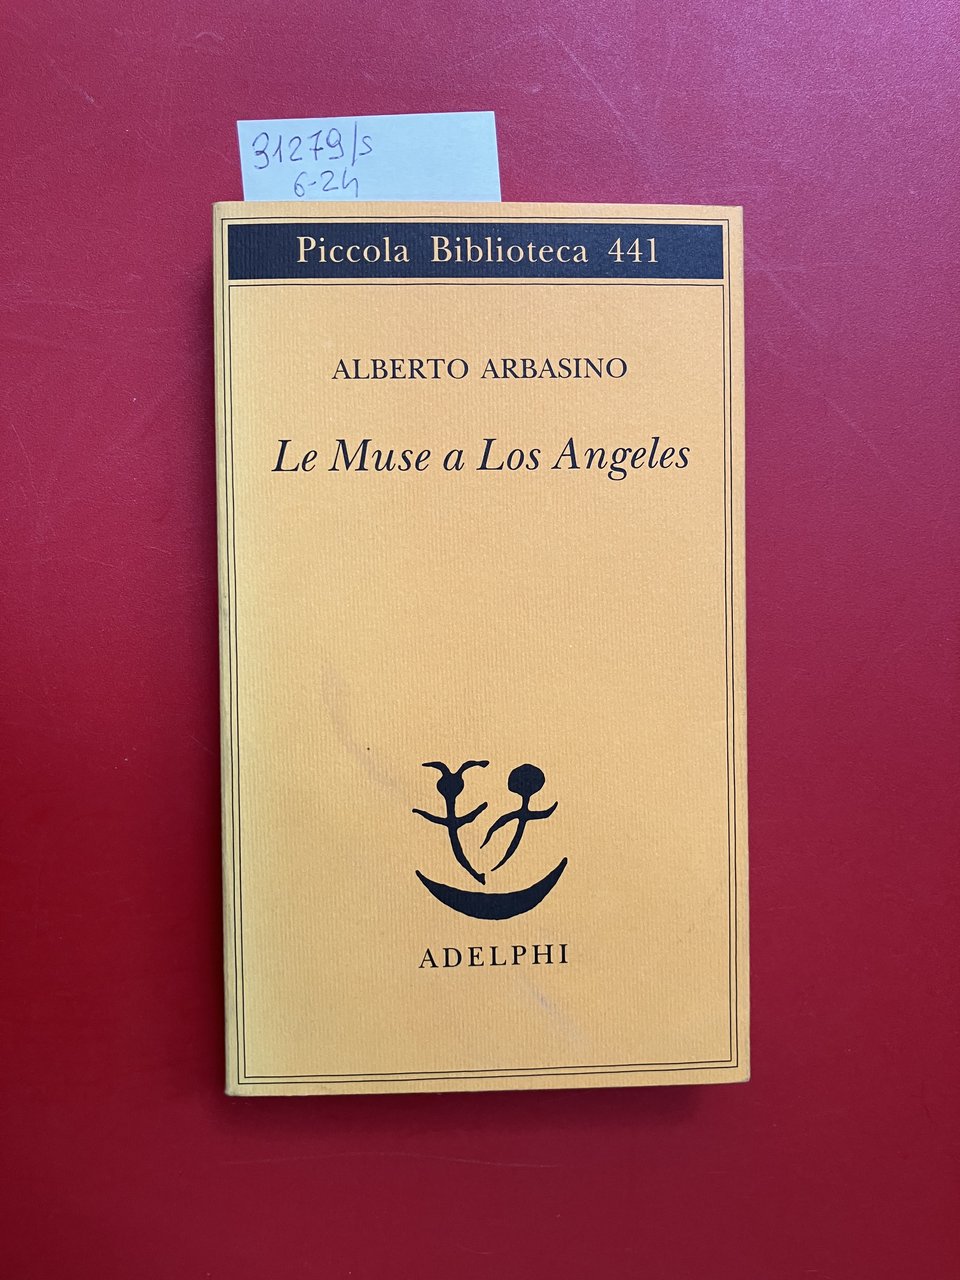 31279/s
6-24
Piccola Biblioteca 441
ALBERTO ARBASINO
Le Muse a Los Angeles
ADELPHI